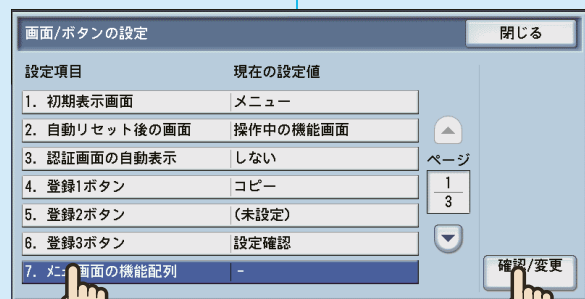 画面/ボタンの設定 閉じる
設定項目 現在の設定値
1. 初期表示画面 メニュー
2. 自動リセット後の画面 操作中の機能画面
3. 認証画面の自動表示 しない
4. 登録1ボタン コピー
ページ
1
3
5. 登録2ボタン (未設定)
6. 登録3ボタン 設定確認
7. メニュー画面の機能配列 -
確認/変更